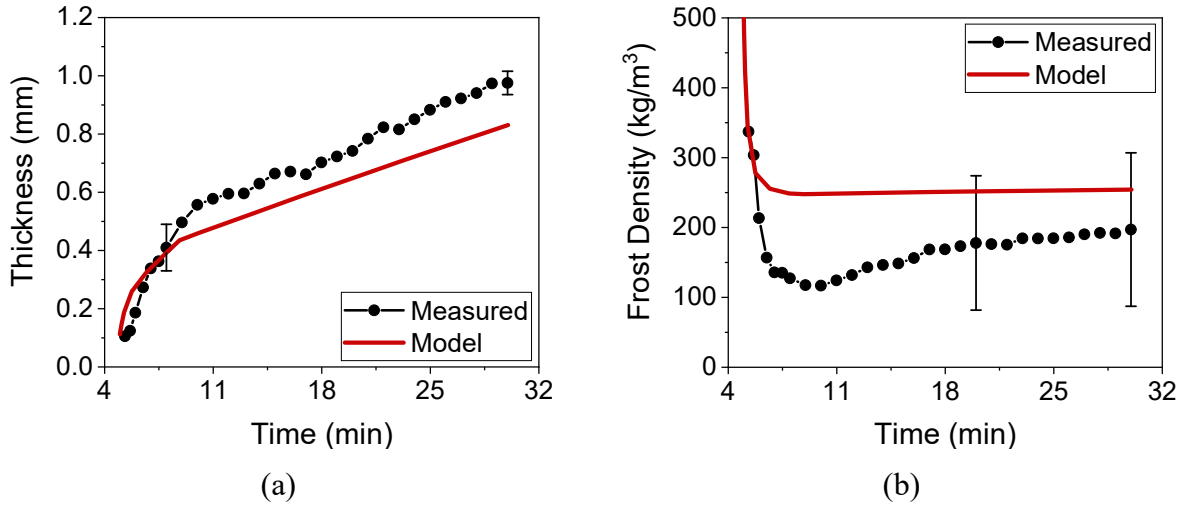 1.2
1.0
0.8
0.6
0.4
0.2
0.0
Thickness (mm)
Measured
Model
4 11 18 25 32
Time (min)
(a)
500
400
300
200
100
0
Frost Density (kg/m³)
Measured
Model
4 11 18 25 32
Time (min)
(b)